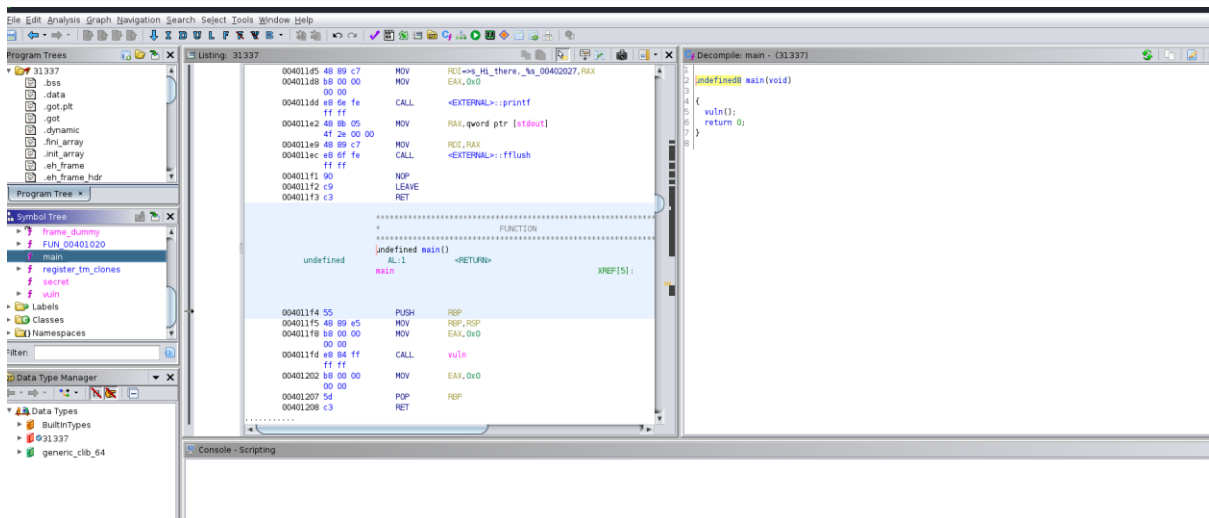 File Edit Analysis Graph Navigation Search Select Tools Window Help
I D U L F
Program Trees
31337
.bss
.data
.got.plt
.got
.dynamic
.fini_array
.init_array
.eh_frame
.eh_frame_hdr
Program Tree ×
Symbol Tree
frame_dummy
FUN_00401020
main
register_tm_clones
secret
vuln
Labels
Classes
Namespaces
Filter:
Data Type Manager
Data Types
BuiltInTypes
31337
generic_clib_64
Listing: 31337
004011d5 48 89 c7 MOV RDI=>s_Hi_there,_%s_00402027,RAX
004011d8 b8 00 00 MOV EAX,0x0
00 00
004011dd e8 6e fe CALL <EXTERNAL>::printf
ff ff
004011e2 48 8b 05 MOV RAX,qword ptr [stdout]
4f 2e 00 00
004011e9 48 89 c7 MOV RDI,RAX
004011ec e8 6f fe CALL <EXTERNAL>::fflush
ff ff
004011f1 90 NOP
004011f2 c9 LEAVE
004011f3 c3 RET
* FUNCTION
undefined main()
undefined AL:1 <RETURN>
main XREF[5]:
004011f4 55 PUSH RBP
004011f5 48 89 e5 MOV RBP,RSP
004011f8 b8 00 00 MOV EAX,0x0
00 00
004011fd e8 84 ff CALL vuln
ff ff
00401202 b8 00 00 MOV EAX,0x0
00 00
00401207 5d POP RBP
00401208 c3 RET
Decompile: main - (31337)
1
2 undefined8 main(void)
3
4 {
5 vuln();
6 return 0;
7 }
8
Console - Scripting